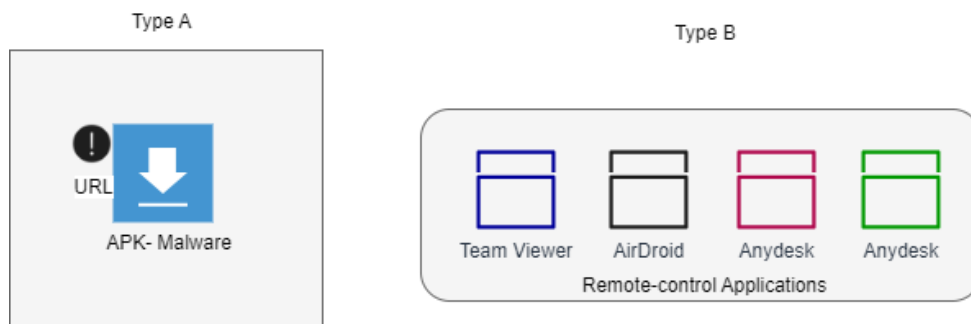 Type A
URL
APK- Malware
Type B
Team Viewer
AirDroid
Anydesk
Anydesk
Remote-control Applications